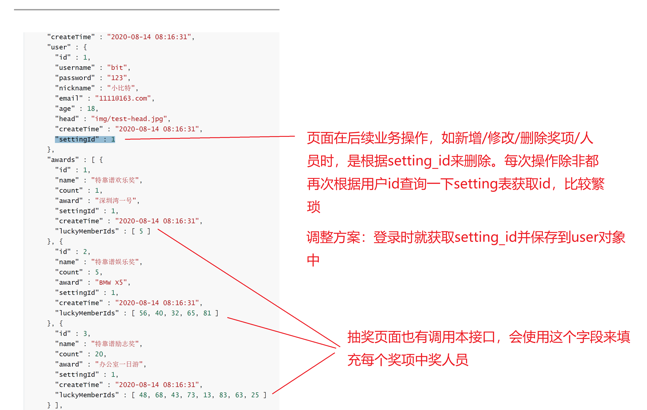 "createTime" : "2020-08-14 08:16:31",
"user" : {
"id" : 1,
"username" : "bit",
"password" : "123",
"nickname" : "小比特",
"email" : "11110163.com",
"age" : 18,
"head" : "img/test-head.jpg",
"createTime" : "2020-08-14 08:16:31",
"settingId" : 1
},
"awards" : [ {
"id" : 1,
"name" : "特靠谱欢乐奖",
"count" : 1,
"award" : "深圳湾一号",
"settingId" : 1,
"createTime" : "2020-08-14 08:16:31",
"luckyMemberIds" : [ 5 ]
}, {
"id" : 2,
"name" : "特靠谱娱乐奖",
"count" : 5,
"award" : "BMW X5",
"settingId" : 1,
"createTime" : "2020-08-14 08:16:31",
"luckyMemberIds" : [ 56, 40, 32, 65, 81 ]
}, {
"id" : 3,
"name" : "特靠谱励志奖",
"count" : 20,
"award" : "办公室一日游",
"settingId" : 1,
"createTime" : "2020-08-14 08:16:31",
"luckyMemberIds" : [ 48, 68, 43, 73, 13, 83, 63, 25 ]
} ],
页面在后续业务操作，如新增/修改/删除奖项/人
员时，是根据setting_id来删除。每次操作除非都
再次根据用户id查询一下setting表获取id，比较繁
琐
调整方案：登录时就获取setting_id并保存到user对象
中
抽奖页面也有调用本接口，会使用这个字段来填
充每个奖项中奖人员